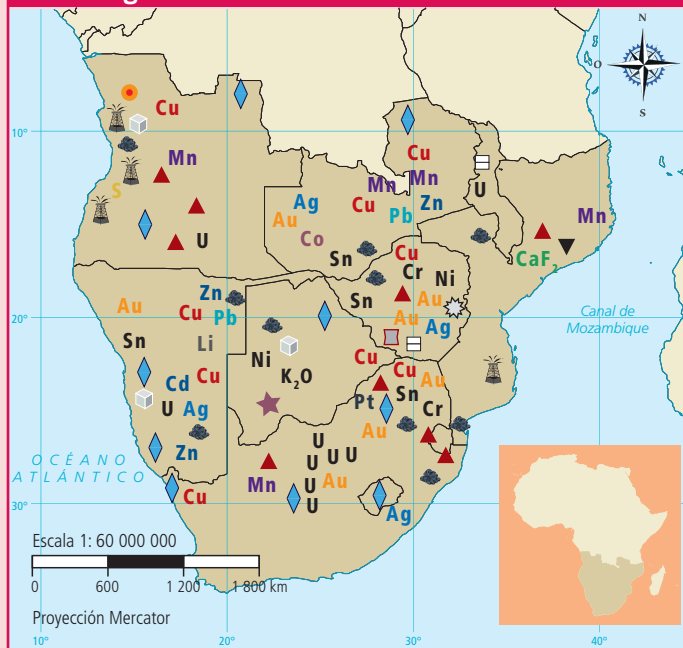 N
O
S
Cu
10°
Mn
Cu
Mn
Mn
S
U
Ag
Cu
Zn
Au
Pb
Mn
U
Co
Cu
CaF2
Sn
Cr
Ni
Zn
Sn
Au
Au
Cu
Pb
Au
Ag
20°
Canal de
Mozambique
Sn
Li
Ni
Cu
Cu
Cd
Cu
K2O
Sn
Au
U
Ag
Pt
Cr
Zn
Au
U
U
U
U
OCÉANO
ATLÁNTICO
Mn
U
Au
Cu
U
Ag
30°
Escala 1: 60 000 000
0 600 1 200 1 800 km
Proyección Mercator
10° 20° 30° 40°